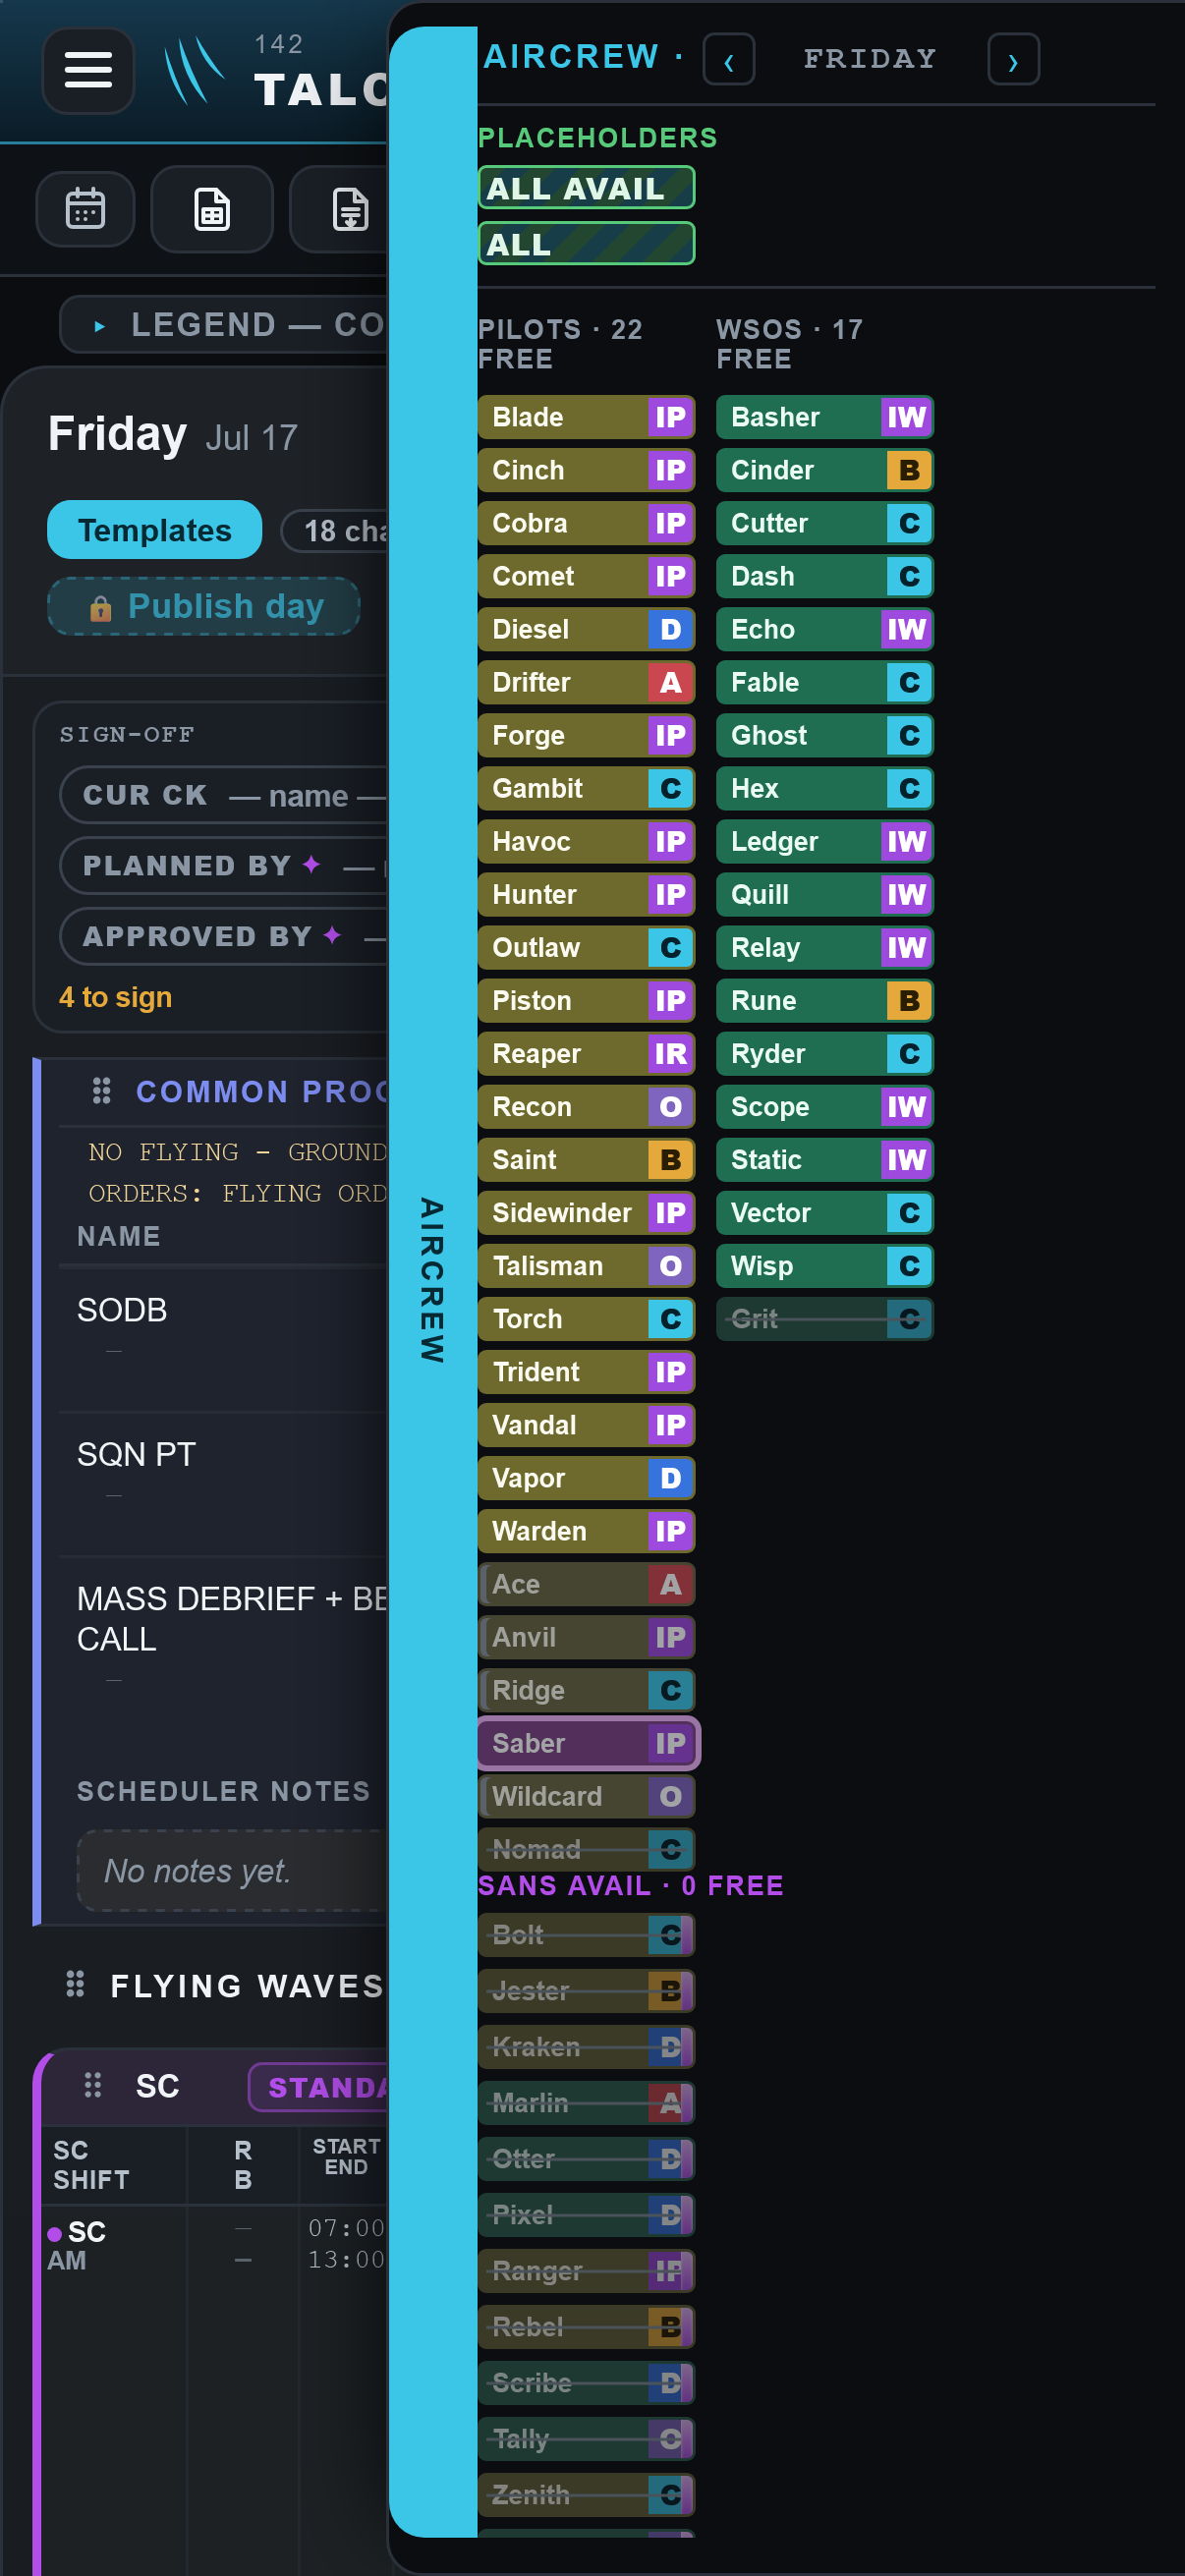 142
TALO
LEGEND — CO
Friday Jul 17
Templates
18 cha
Publish day
SIGN-OFF
CUR CK — name —
PLANNED BY ✦ —
APPROVED BY ✦ —
4 to sign
COMMON PROG
NO FLYING - GROUND
ORDERS: FLYING ORD
NAME
SODB
—
SQN PT
—
MASS DEBRIEF + BE
CALL
—
SCHEDULER NOTES
No notes yet.
FLYING WAVES
SC STANDA
SC SHIFT
R B
START END
SC AM
—
—
07:00
13:00
AIRCREW
AIRCREW ·
‹ FRIDAY ›
PLACEHOLDERS
ALL AVAIL
ALL
PILOTS · 22 FREE
Blade IP
Cinch IP
Cobra IP
Comet IP
Diesel D
Drifter A
Forge IP
Gambit C
Havoc IP
Hunter IP
Outlaw C
Piston IP
Reaper IR
Recon O
Saint B
Sidewinder IP
Talisman O
Torch C
Trident IP
Vandal IP
Vapor D
Warden IP
Ace A
Anvil IP
Ridge C
Saber IP
Wildcard O
Nomad C
WSOS · 17 FREE
Basher IW
Cinder B
Cutter C
Dash C
Echo IW
Fable C
Ghost C
Hex C
Ledger IW
Quill IW
Relay IW
Rune B
Ryder C
Scope IW
Static IW
Vector C
Wisp C
Grit C
SANS AVAIL · 0 FREE
Bolt C
Jester B
Kraken D
Marlin A
Otter D
Pixel D
Ranger IP
Rebel B
Scribe D
Tally O
Zenith C